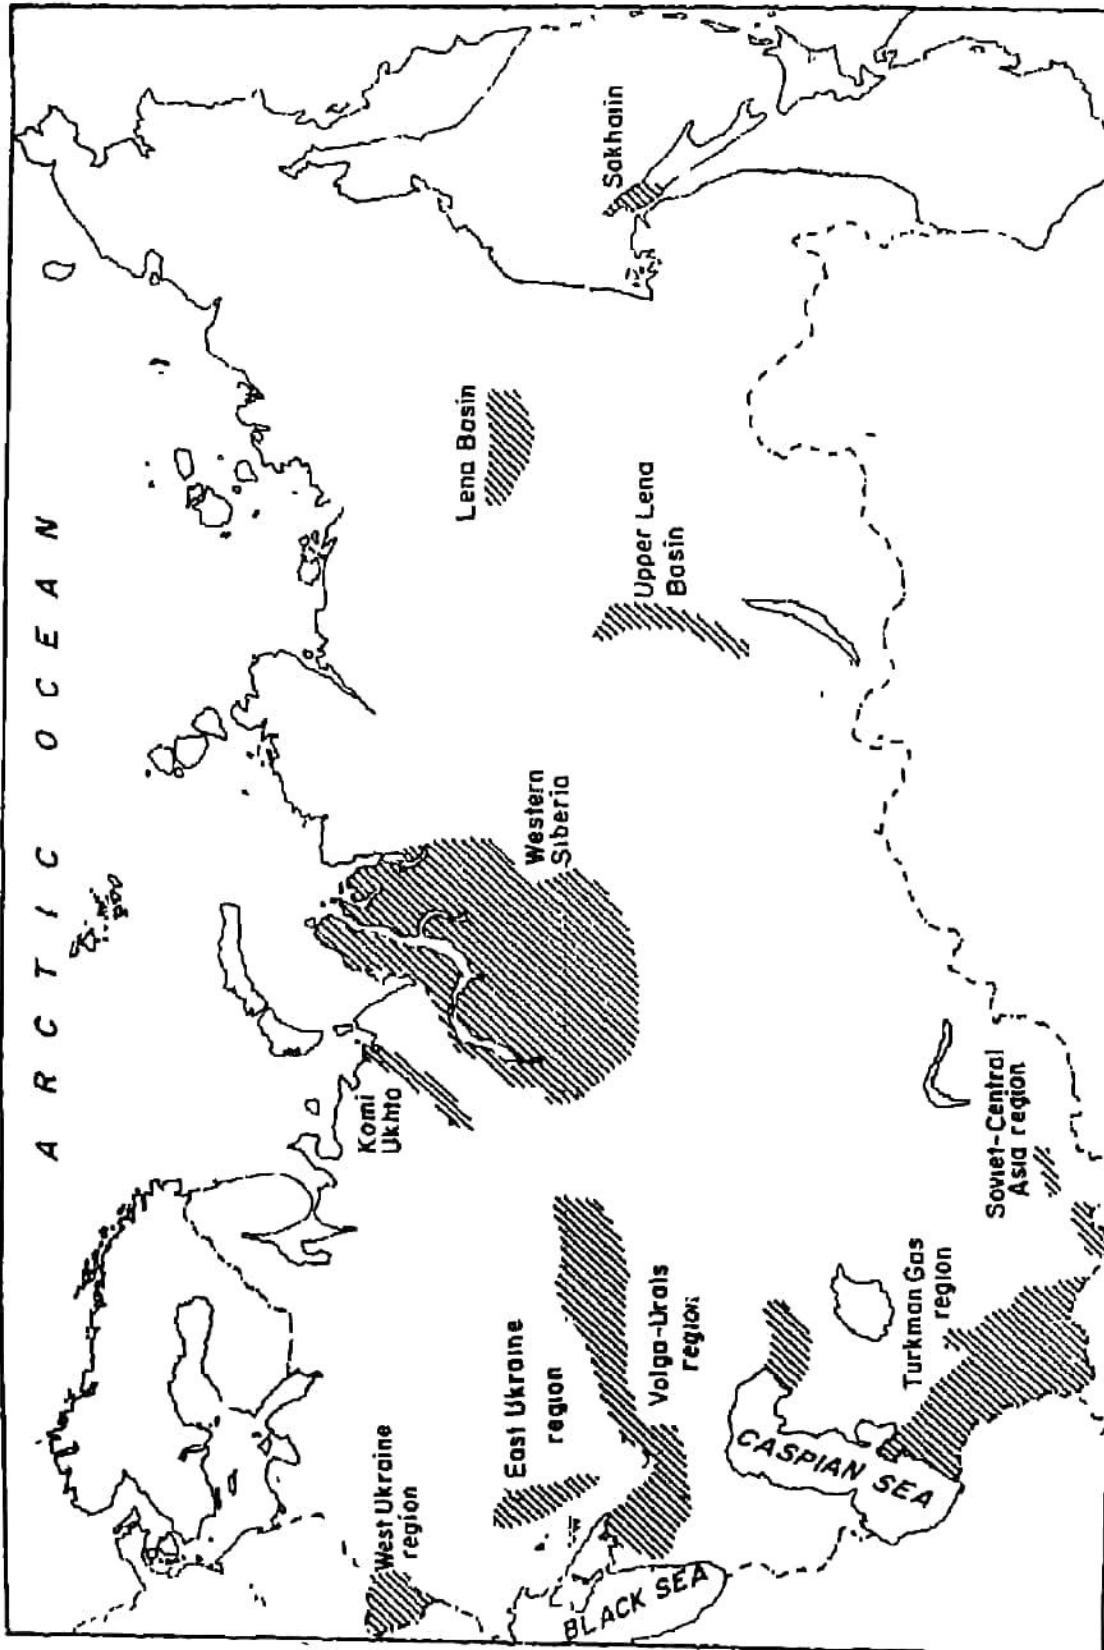 ARCTIC OCEAN
Sakhalin
Lena Basin
Upper Lena
Basin
Western
Siberia
Komi
Ukhta
Soviet-Central
Asia region
Turkman Gas
region
Volga-Urals
region
East Ukraine
region
West Ukraine
region
CASPIAN SEA
BLACK SEA